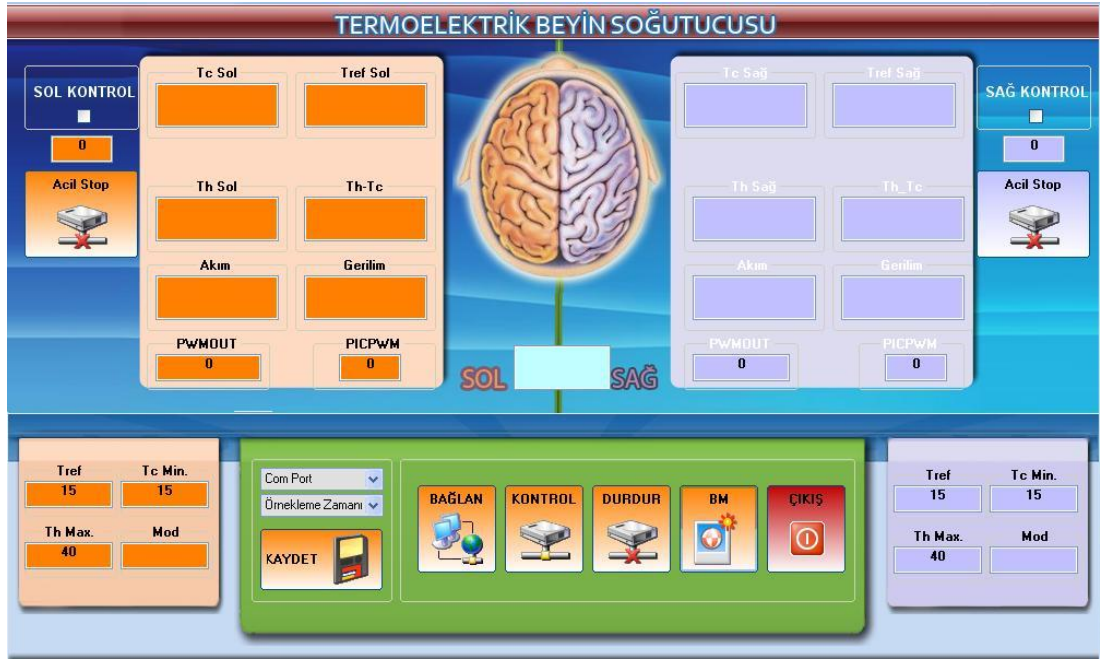 TERMOELEKTRİK BEYİN SOĞUTUCUSU
SOL KONTROL
0
Acil Stop
Tc Sol
Tref Sol
Th Sol
Th-Tc
Akım
Gerilim
PWMOUT
0
PICPWM
0
SOL
SAĞ
Tc Sağ
Tref Sağ
Th Sağ
Th_Tc
Akım
Gerilim
PWMOUT
0
PICPWM
0
SAĞ KONTROL
0
Acil Stop
Tref
15
Tc Min.
15
Th Max.
40
Mod
Com Port
Örnekleme Zamanı
KAYDET
BAĞLAN
KONTROL
DURDUR
BM
ÇIKIŞ
Tref
15
Tc Min.
15
Th Max.
40
Mod